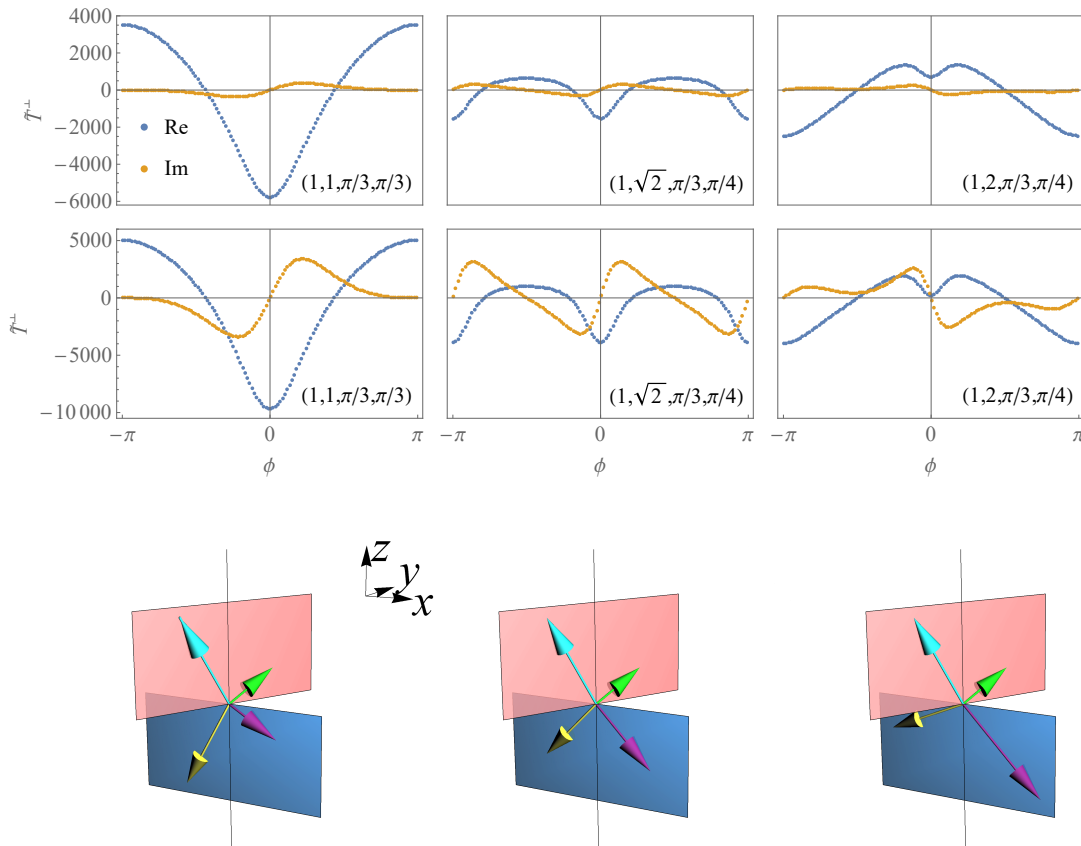 4000
2000
0
−2000
−4000
−6000
Re
Im
(1,1,π/3,π/3)
(1,√2,π/3,π/4)
(1,2,π/3,π/4)
5000
0
−5000
−10000
(1,1,π/3,π/3)
(1,√2,π/3,π/4)
(1,2,π/3,π/4)
−π 0
−π 0
−π 0 π
ϕ ϕ ϕ
z
y
x